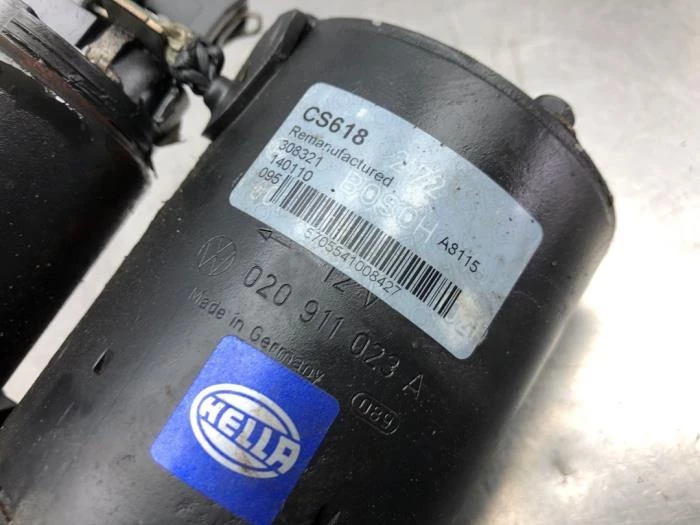 CS618
Remanufactured
308321
140110
095
BOSCH
A8115
5705541008427
12 V
020 911 023 A
Made in Germany
089
HELLA